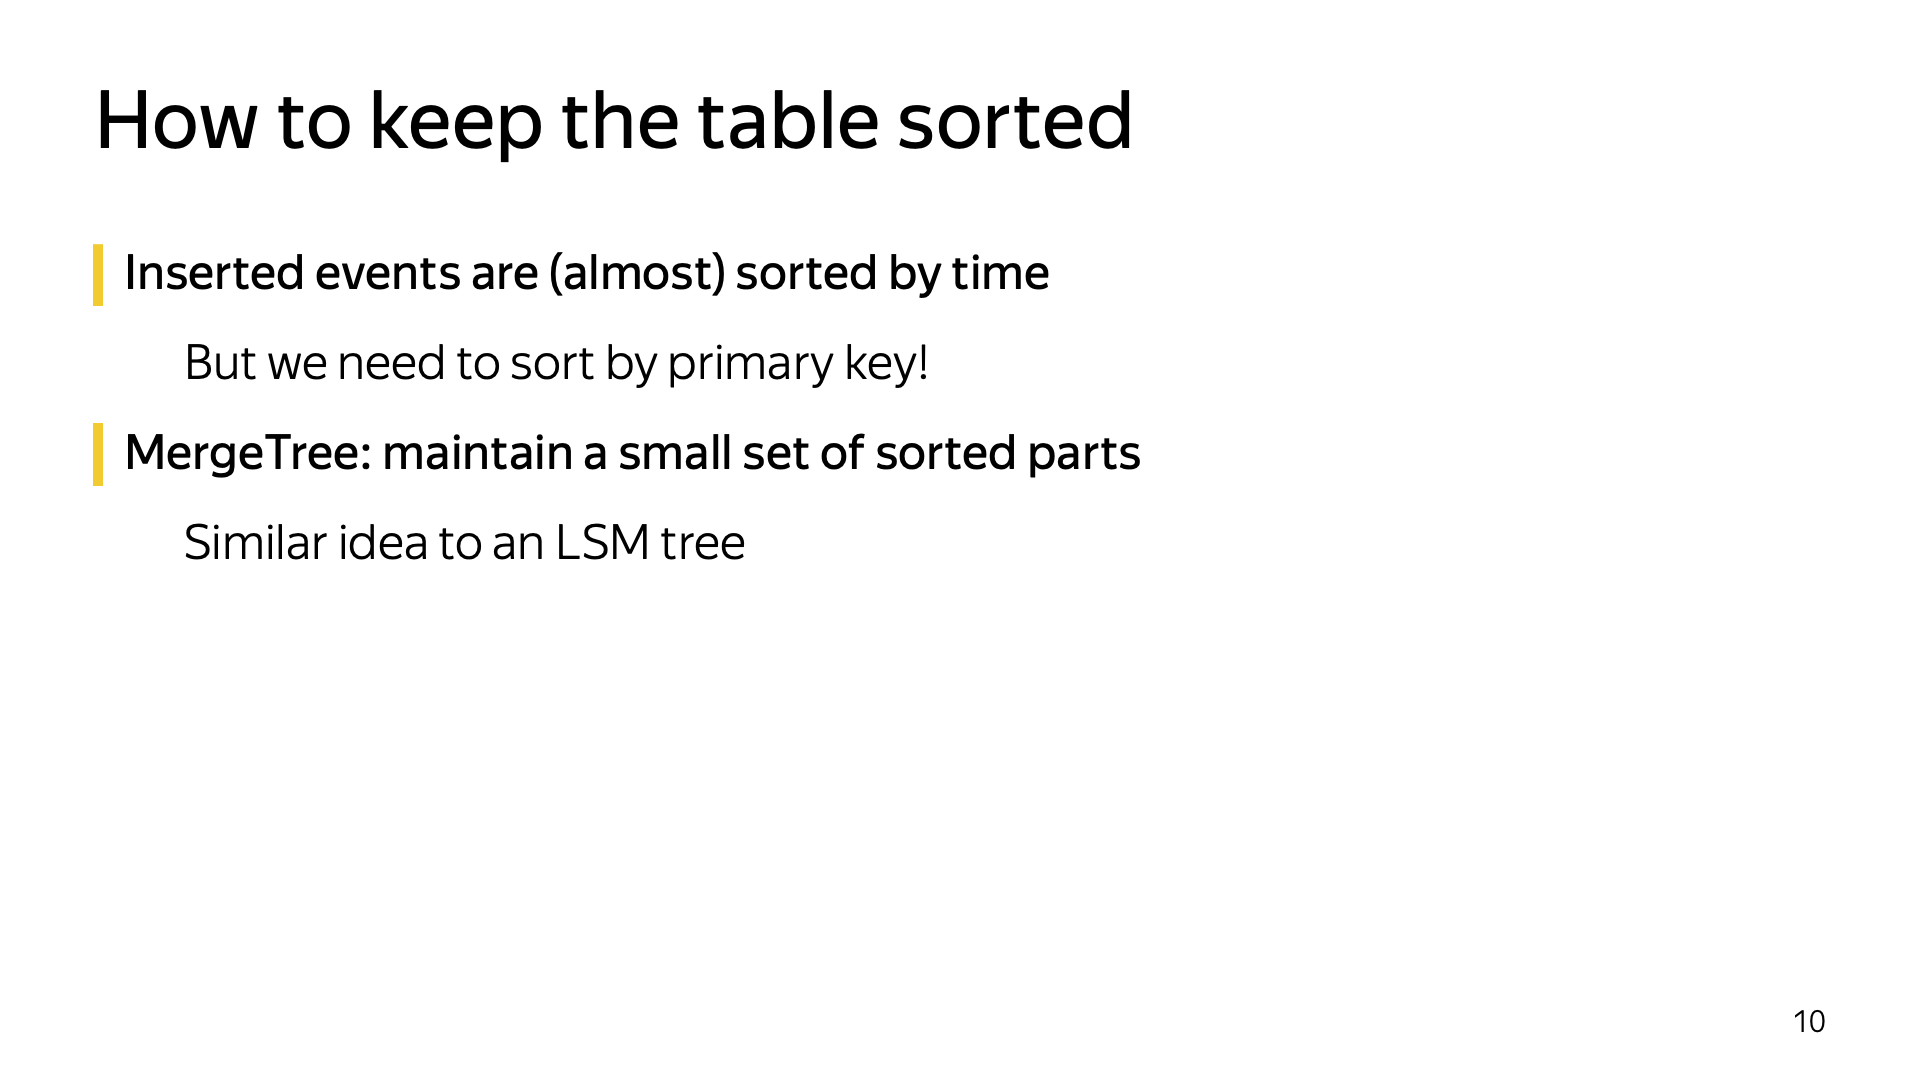 How to keep the table sorted
Inserted events are (almost) sorted by time
But we need to sort by primary key!
MergeTree: maintain a small set of sorted parts
Similar idea to an LSM tree
10